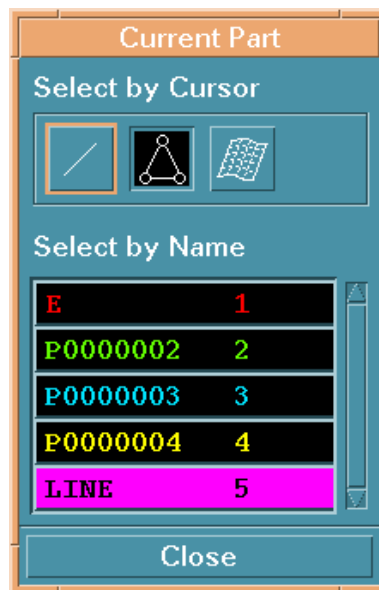 Current Part
Select by Cursor
Select by Name
E 1
P0000002 2
P0000003 3
P0000004 4
LINE 5
Close